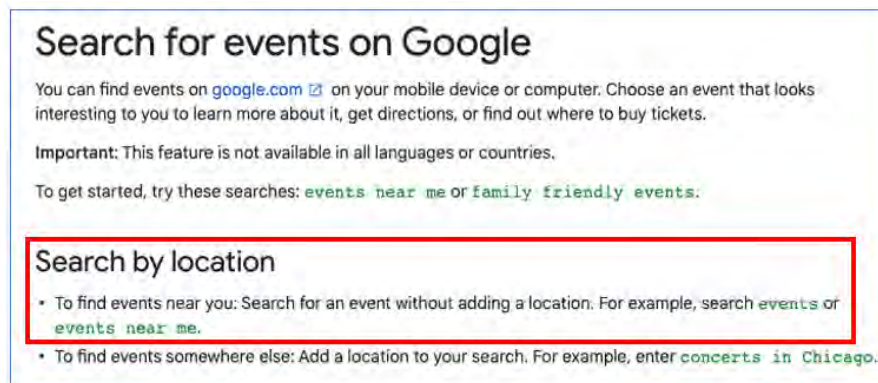 Search for events on Google
You can find events on google.com on your mobile device or computer. Choose an event that looks
interesting to you to learn more about it, get directions, or find out where to buy tickets.
Important: This feature is not available in all languages or countries.
To get started, try these searches: events near me or family friendly events.
Search by location
• To find events near you: Search for an event without adding a location. For example, search events or
events near me.
• To find events somewhere else: Add a location to your search. For example, enter concerts in Chicago.